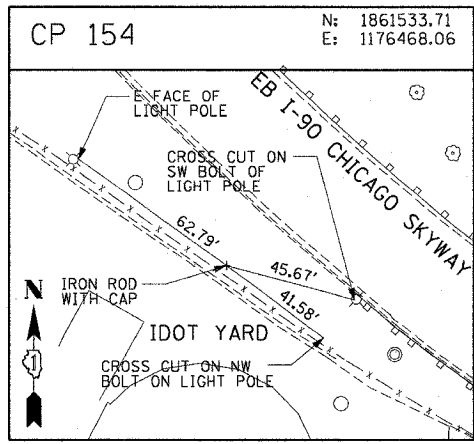 CP 154
N: 1861533.71
E: 1176468.06
E FACE OF
LIGHT POLE
EB I-90 CHICAGO SKYWAY
CROSS CUT ON
SW BOLT OF
LIGHT POLE
62.79'
45.67'
41.58'
IRON ROD
WITH CAP
N
1
IDOT YARD
CROSS CUT ON NW
BOLT ON LIGHT POLE